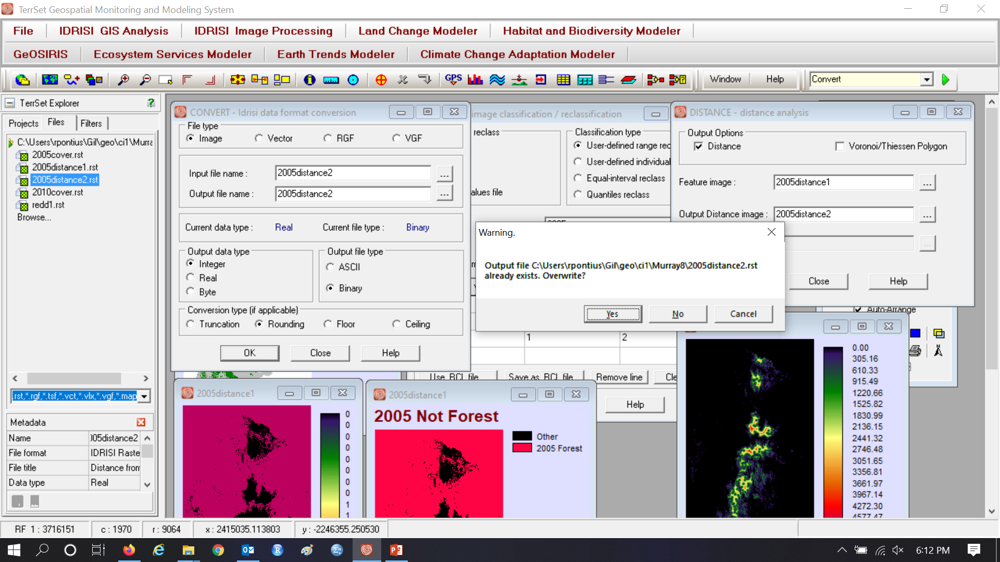 TerrSet Geospatial Monitoring and Modeling System
File
IDRISI GIS Analysis
IDRISI Image Processing
Land Change Modeler
Habitat and Biodiversity Modeler
GeOSIRIS
Ecosystem Services Modeler
Earth Trends Modeler
Climate Change Adaptation Modeler
GPS
Window
Help
Convert
TerrSet Explorer
Projects
Files
Filters
C:\Users\rpontius\Gil\geo\ci1\Murra
2005cover.rst
2005distance1.rst
2005distance2.rst
2010cover.rst
redd1.rst
Browse...
.rst,*.rgf,*.tsf,*.vct,*.vlx,*.vgf,*.map
Metadata
Name
)05distance2
File format
IDRISI Raste
File title
Distance from
Data type
Real
CONVERT - Idrisi data format conversion
File type
Image
Vector
RGF
VGF
Input file name :
2005distance2
...
Output file name :
2005distance2
...
Current data type :
Real
Current file type :
Binary
Output data type
Integer
Real
Byte
Output file type
ASCII
Binary
Conversion type (if applicable)
Truncation
Rounding
Floor
Ceiling
OK
Close
Help
image classification / reclassification
reclass
Classification type
User-defined range rec
User-defined individual
Equal-interval reclass
Quantiles reclass
alues file
1
2
Use .RCL file
Save as .RCL file
Remove line
Cle
Help
DISTANCE - distance analysis
Output Options
Distance
Voronoi/Thiessen Polygon
Feature image :
2005distance1
...
Output Distance image :
2005distance2
...
...
Close
Help
Auto-Arrange
Warning.
Output file C:\Users\rpontius\Gil\geo\ci1\Murray8\2005distance2.rst
already exists. Overwrite?
Yes
No
Cancel
2005distance1
0
0
0
0
0
0
0
0
1
1
2005distance1
2005 Not Forest
Other
2005 Forest
0.00
305.16
610.33
915.49
1220.66
1525.82
1830.99
2136.15
2441.32
2746.48
3051.65
3356.81
3661.97
3967.14
4272.30
4577.47
RF 1 : 3716151
c : 1970
r : 9064
x : 2415035.113803
y : -2246355.250530
6:12 PM